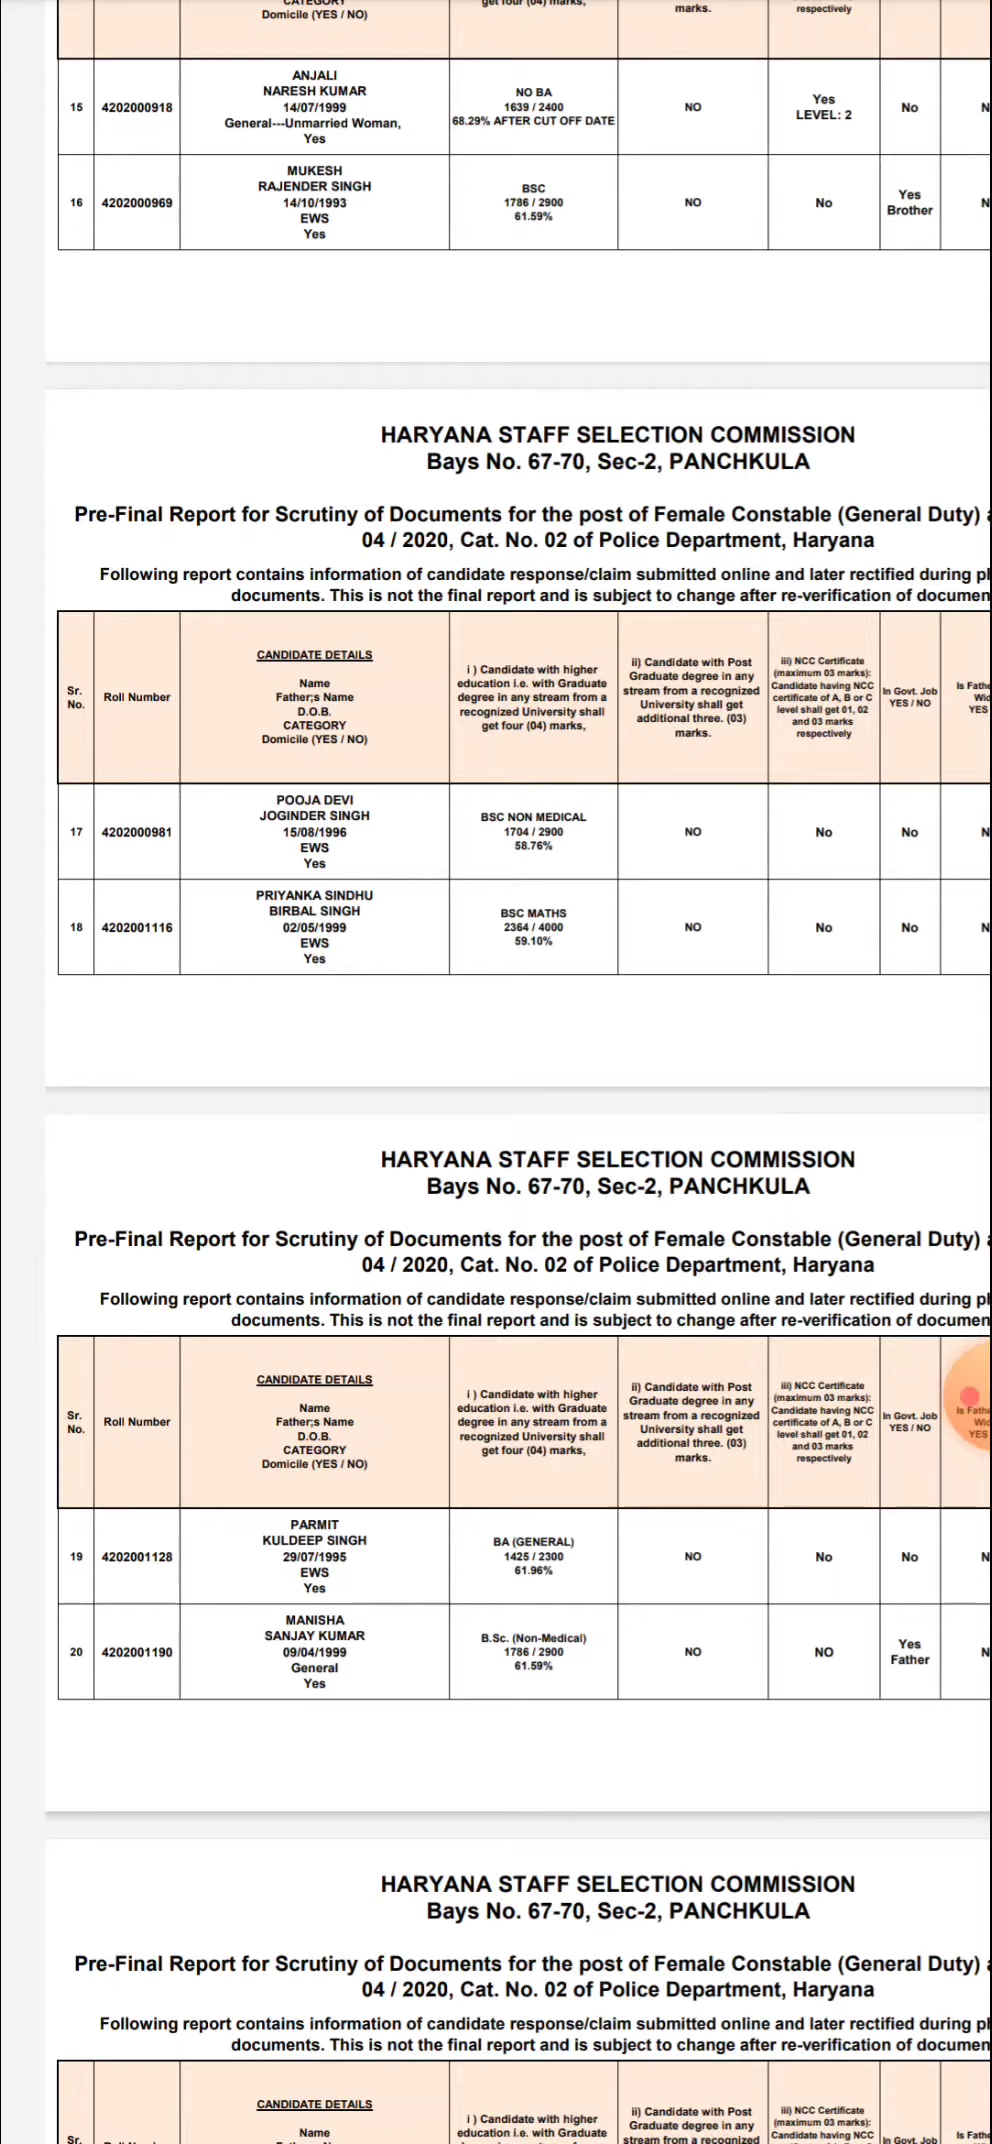 CATEGORY
Domicile (YES / NO)
get four (04) marks,
marks.
respectively
15
4202000918
ANJALI
NARESH KUMAR
14/07/1999
General---Unmarried Woman,
Yes
NO BA
1639 / 2400
68.29% AFTER CUT OFF DATE
NO
Yes
LEVEL: 2
No
N
16
4202000969
MUKESH
RAJENDER SINGH
14/10/1993
EWS
Yes
BSC
1786 / 2900
61.59%
NO
No
Yes
Brother
N
HARYANA STAFF SELECTION COMMISSION
Bays No. 67-70, Sec-2, PANCHKULA
Pre-Final Report for Scrutiny of Documents for the post of Female Constable (General Duty)
04 / 2020, Cat. No. 02 of Police Department, Haryana
Following report contains information of candidate response/claim submitted online and later rectified during
documents. This is not the final report and is subject to change after re-verification of documen
Sr.
No.
Roll Number
CANDIDATE DETAILS
Name
Father;s Name
D.O.B.
CATEGORY
Domicile (YES / NO)
i ) Candidate with higher
education i.e. with Graduate
degree in any stream from a
recognized University shall
get four (04) marks,
ii) Candidate with Post
Graduate degree in any
stream from a recognized
University shall get
additional three. (03)
marks.
iii) NCC Certificate
(maximum 03 marks):
Candidate having NCC
certificate of A, B or C
level shall get 01, 02
and 03 marks
respectively
In Govt. Job
YES / NO
Is Fathe
Wid
YES
17
4202000981
POOJA DEVI
JOGINDER SINGH
15/08/1996
EWS
Yes
BSC NON MEDICAL
1704 / 2900
58.76%
NO
No
No
N
18
4202001116
PRIYANKA SINDHU
BIRBAL SINGH
02/05/1999
EWS
Yes
BSC MATHS
2364 / 4000
59.10%
NO
No
No
N
HARYANA STAFF SELECTION COMMISSION
Bays No. 67-70, Sec-2, PANCHKULA
Pre-Final Report for Scrutiny of Documents for the post of Female Constable (General Duty)
04 / 2020, Cat. No. 02 of Police Department, Haryana
Following report contains information of candidate response/claim submitted online and later rectified during
documents. This is not the final report and is subject to change after re-verification of documen
Sr.
No.
Roll Number
CANDIDATE DETAILS
Name
Father;s Name
D.O.B.
CATEGORY
Domicile (YES / NO)
i ) Candidate with higher
education i.e. with Graduate
degree in any stream from a
recognized University shall
get four (04) marks,
ii) Candidate with Post
Graduate degree in any
stream from a recognized
University shall get
additional three. (03)
marks.
iii) NCC Certificate
(maximum 03 marks):
Candidate having NCC
certificate of A, B or C
level shall get 01, 02
and 03 marks
respectively
In Govt. Job
YES / NO
Is Fathe
Wid
YES
19
4202001128
PARMIT
KULDEEP SINGH
29/07/1995
EWS
Yes
BA (GENERAL)
1425 / 2300
61.96%
NO
No
No
N
20
4202001190
MANISHA
SANJAY KUMAR
09/04/1999
General
Yes
B.Sc. (Non-Medical)
1786 / 2900
61.59%
NO
NO
Yes
Father
N
HARYANA STAFF SELECTION COMMISSION
Bays No. 67-70, Sec-2, PANCHKULA
Pre-Final Report for Scrutiny of Documents for the post of Female Constable (General Duty)
04 / 2020, Cat. No. 02 of Police Department, Haryana
Following report contains information of candidate response/claim submitted online and later rectified during
documents. This is not the final report and is subject to change after re-verification of documen
Sr.
CANDIDATE DETAILS
Name
i ) Candidate with higher
education i.e. with Graduate
ii) Candidate with Post
Graduate degree in any
stream from a recognized
iii) NCC Certificate
(maximum 03 marks):
Candidate having NCC
certificate of A, B or C
In Govt. Job
Is Fathe